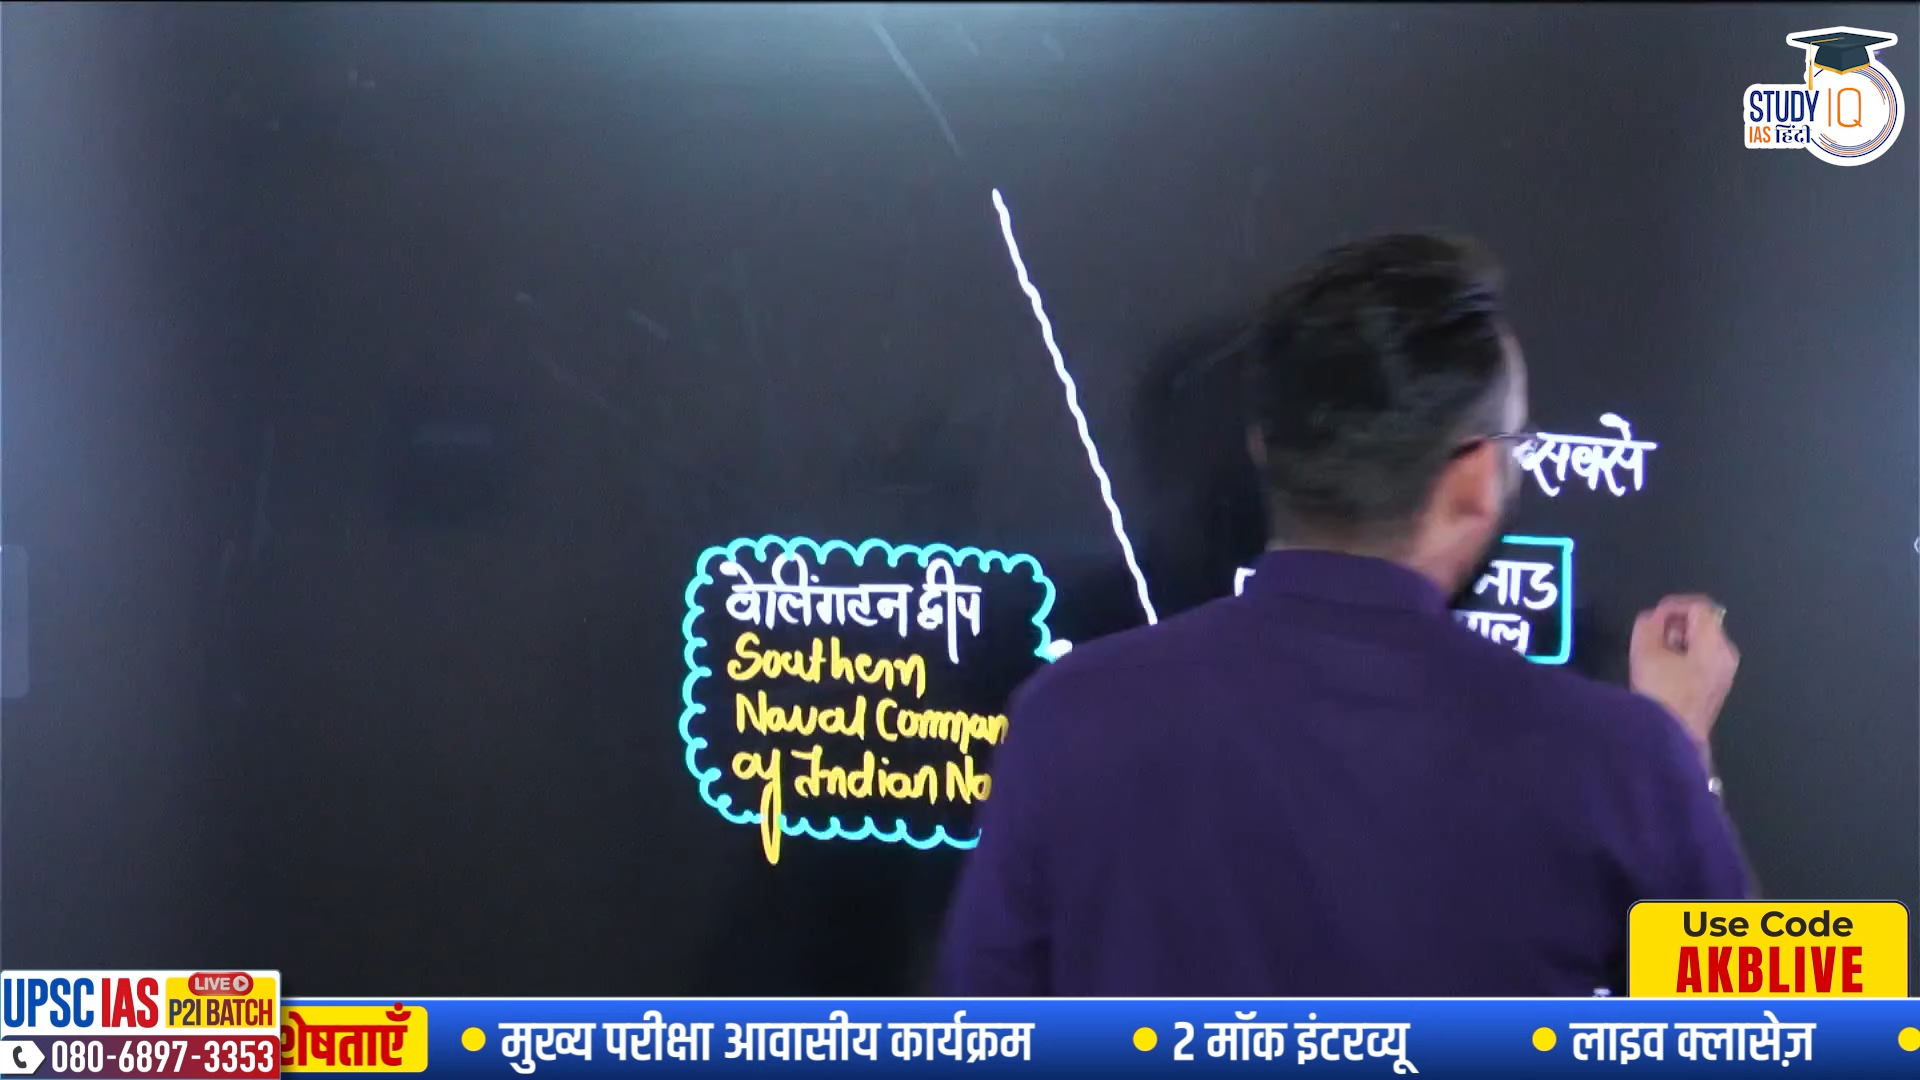 STUDY IQ
IAS हिंदी
सबसे
वेलिंगटन द्वीप
Southern
Naval Comman
of Indian Na
नाड
Use Code
AKBLIVE
UPSC IAS
LIVE
P2I BATCH
080-6897-3353
शेषताएँ
मुख्य परीक्षा आवासीय कार्यक्रम
2 मॉक इंटरव्यू
लाइव क्लासेज़